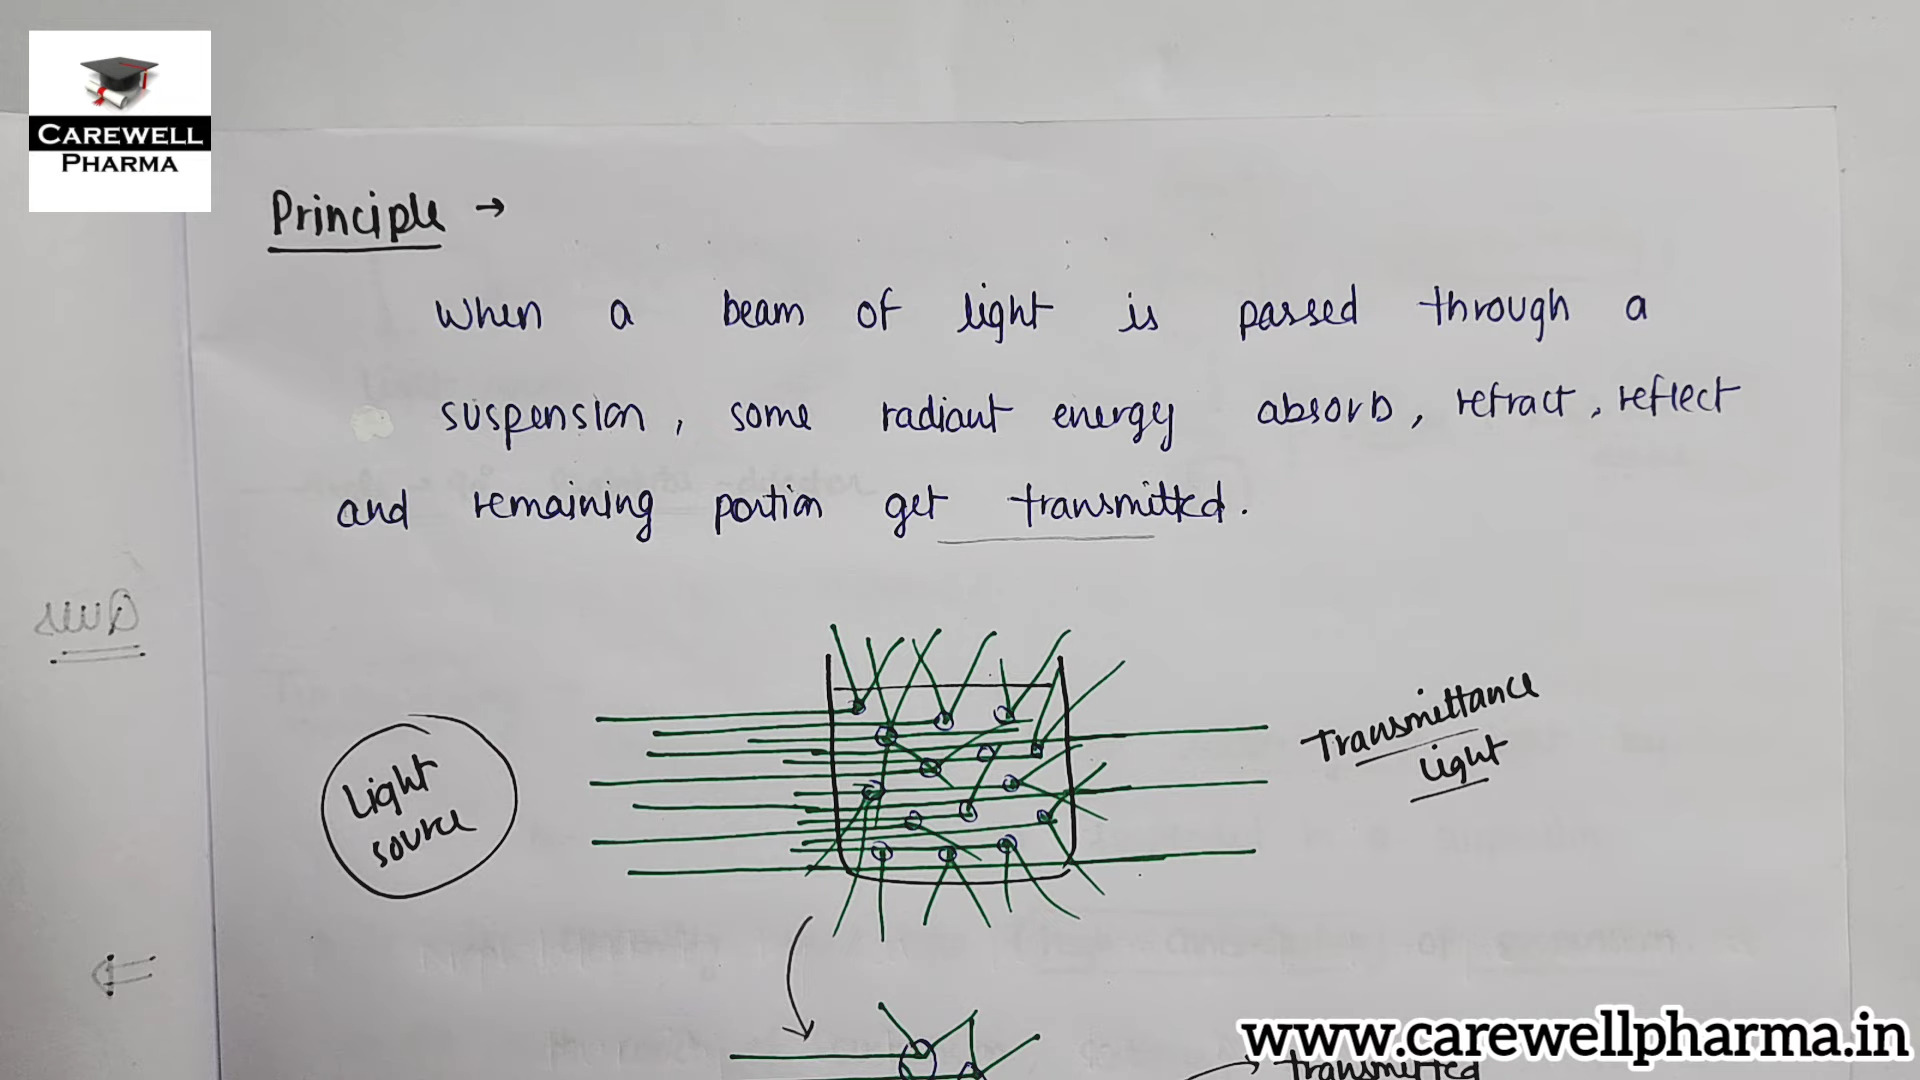 CAREWELL
PHARMA
Principle →
When a beam of light is passed through a
suspension, some radiant energy absorb, refract, reflect
and remaining portion get transmitted.
Light
source
Transmittance
Light
transmitted
www.carewellpharma.in